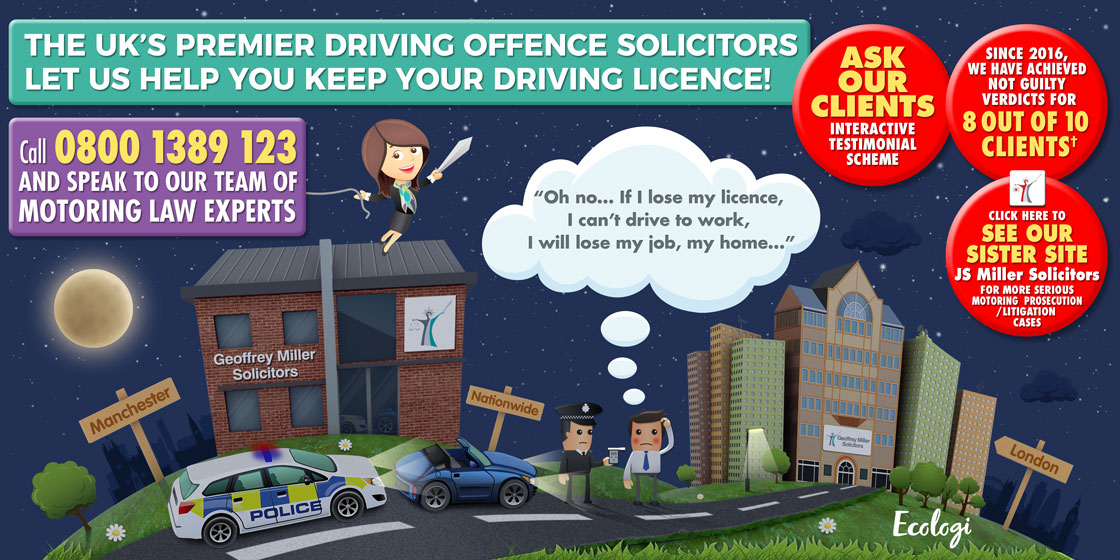 THE UK'S PREMIER DRIVING OFFENCE SOLICITORS
LET US HELP YOU KEEP YOUR DRIVING LICENCE!
Call 0800 1389 123
AND SPEAK TO OUR TEAM OF
MOTORING LAW EXPERTS
ASK
OUR
CLIENTS
INTERACTIVE
TESTIMONIAL
SCHEME
SINCE 2016,
WE HAVE ACHIEVED
NOT GUILTY
VERDICTS FOR
8 OUT OF 10
CLIENTS†
CLICK HERE TO
SEE OUR
SISTER SITE
JS Miller Solicitors
FOR MORE SERIOUS
MOTORING PROSECUTION
/LITIGATION
CASES
“Oh no... If I lose my licence,
I can't drive to work,
I will lose my job, my home...”
Geoffrey Miller
Solicitors
Manchester
Nationwide
Geoffrey Miller
Solicitors
London
POLICE
Ecologi